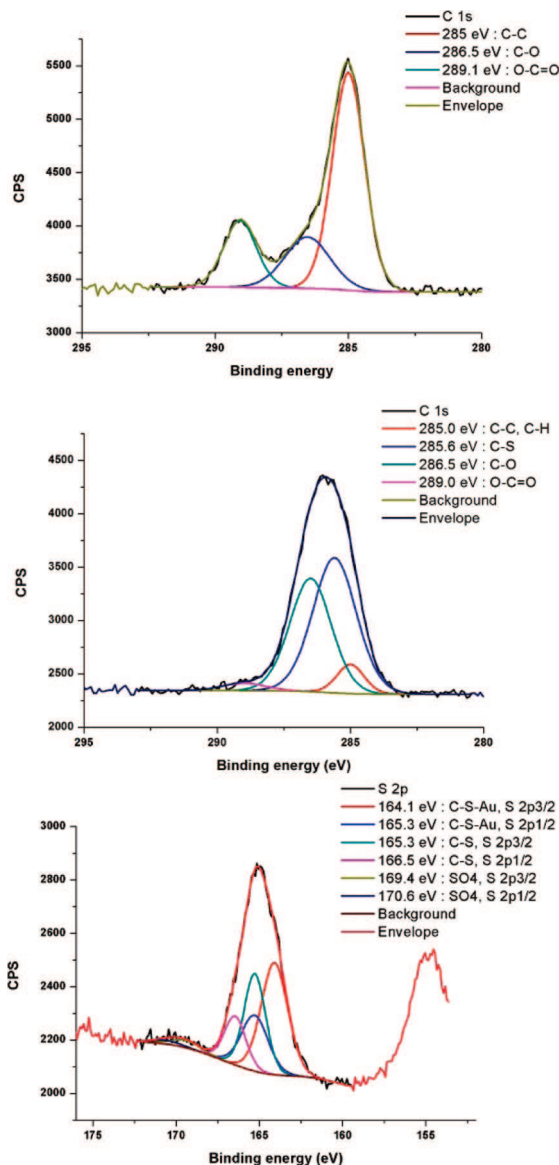 C 1s
285 eV : C-C
286.5 eV : C-O
289.1 eV : O-C=O
Background
Envelope
5500
5000
4500
4000
3500
3000
CPS
295 290 285 280
Binding energy
C 1s
285.0 eV : C-C, C-H
285.6 eV : C-S
286.5 eV : C-O
289.0 eV : O-C=O
Background
Envelope
4500
4000
3500
3000
2500
2000
CPS
295 290 285 280
Binding energy (eV)
S 2p
164.1 eV : C-S-Au, S 2p3/2
165.3 eV : C-S-Au, S 2p1/2
165.3 eV : C-S, S 2p3/2
166.5 eV : C-S, S 2p1/2
169.4 eV : SO4, S 2p3/2
170.6 eV : SO4, S 2p1/2
Background
Envelope
3000
2800
2600
2400
2200
2000
CPS
175 170 165 160 155
Binding energy (eV)